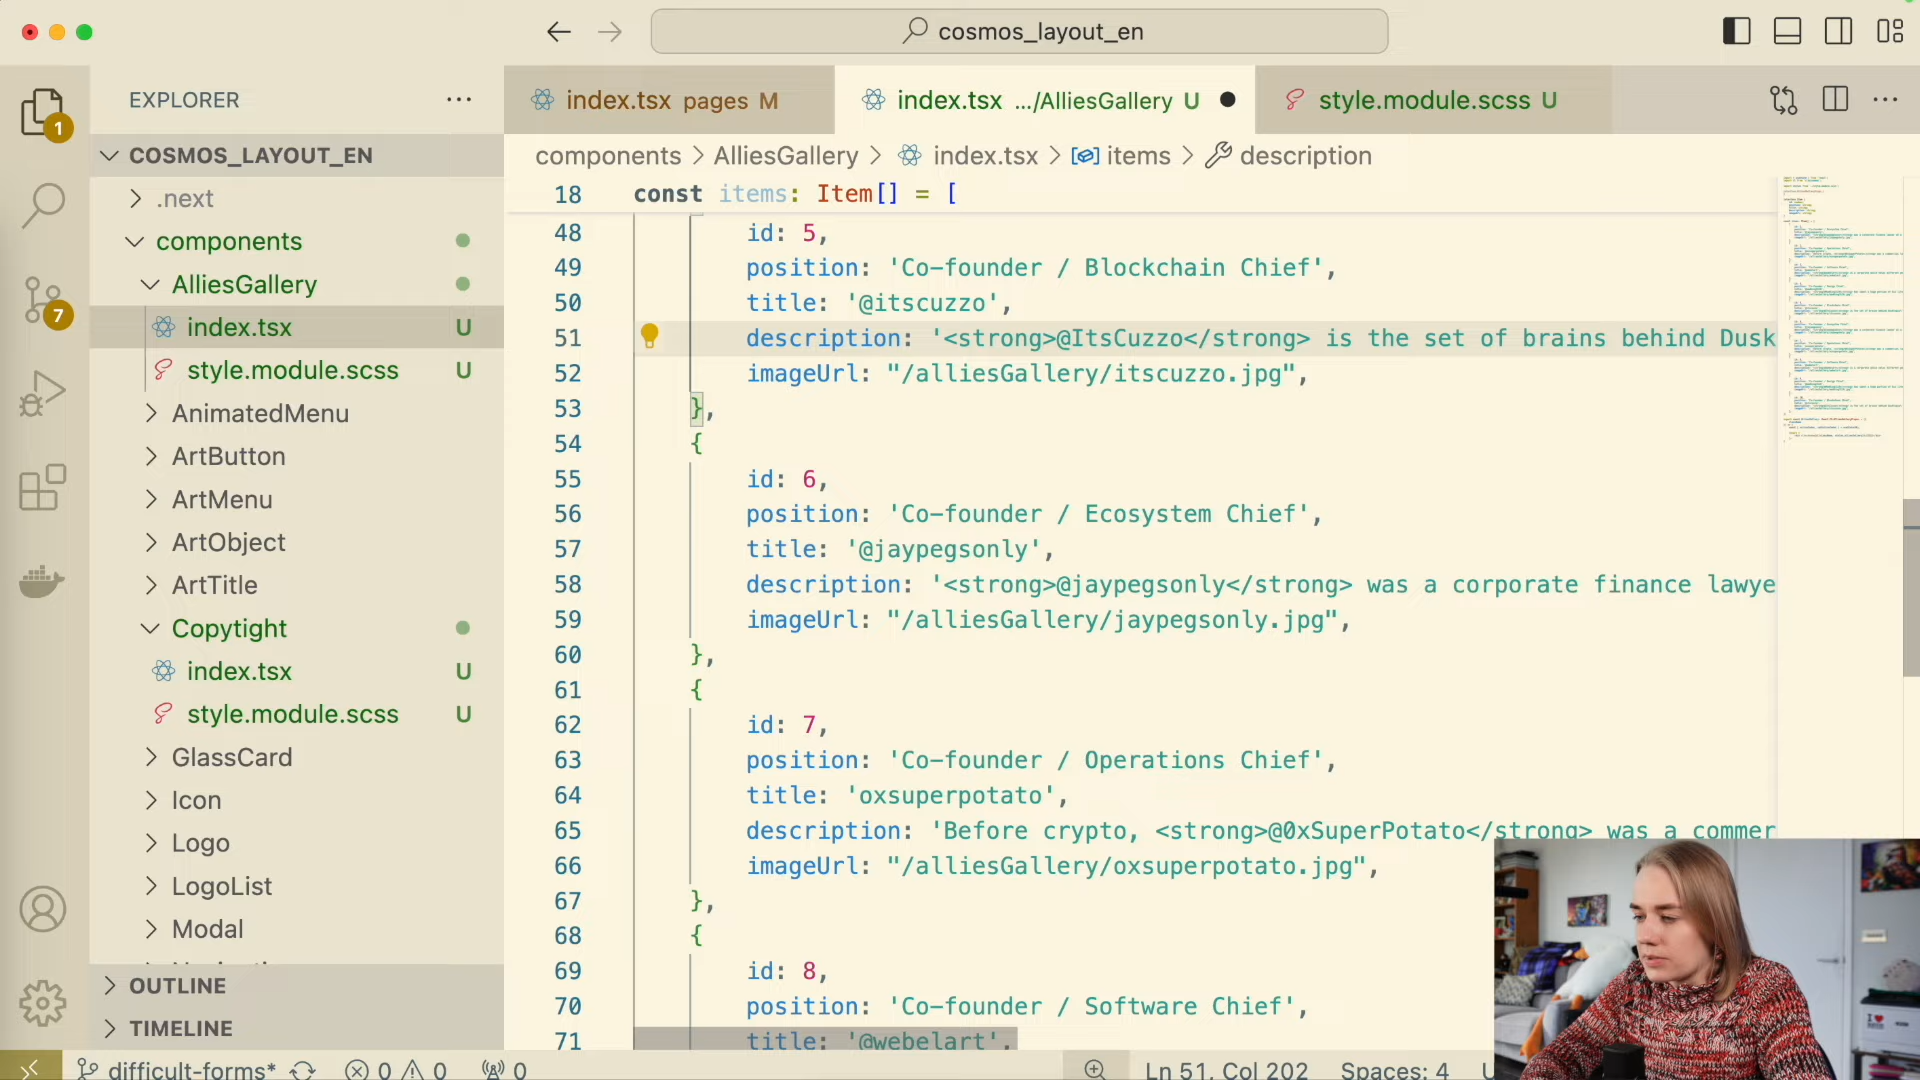 cosmos_layout_en
EXPLORER
index.tsx pages M
index.tsx .../AlliesGallery U
style.module.scss U
1
COSMOS_LAYOUT_EN
components > AlliesGallery > index.tsx > items > description
.next
components
AlliesGallery
index.tsx U
style.module.scss U
AnimatedMenu
ArtButton
ArtMenu
ArtObject
ArtTitle
Copytight
index.tsx U
style.module.scss U
GlassCard
Icon
Logo
LogoList
Modal
OUTLINE
TIMELINE
7
18 const items: Item[] = [
48 id: 5,
49 position: 'Co-founder / Blockchain Chief',
50 title: '@itscuzzo',
51 description: '<strong>@ItsCuzzo</strong> is the set of brains behind Dusk
52 imageUrl: "/alliesGallery/itscuzzo.jpg",
53 },
54 {
55 id: 6,
56 position: 'Co-founder / Ecosystem Chief',
57 title: '@jaypegsonly',
58 description: '<strong>@jaypegsonly</strong> was a corporate finance lawye
59 imageUrl: "/alliesGallery/jaypegsonly.jpg",
60 },
61 {
62 id: 7,
63 position: 'Co-founder / Operations Chief',
64 title: 'oxsuperpotato',
65 description: 'Before crypto, <strong>@0xSuperPotato</strong> was a commer
66 imageUrl: "/alliesGallery/oxsuperpotato.jpg",
67 },
68 {
69 id: 8,
70 position: 'Co-founder / Software Chief',
71 title: '@webelart',
difficult-forms* 0 0 0
Ln 51, Col 202 Spaces: 4